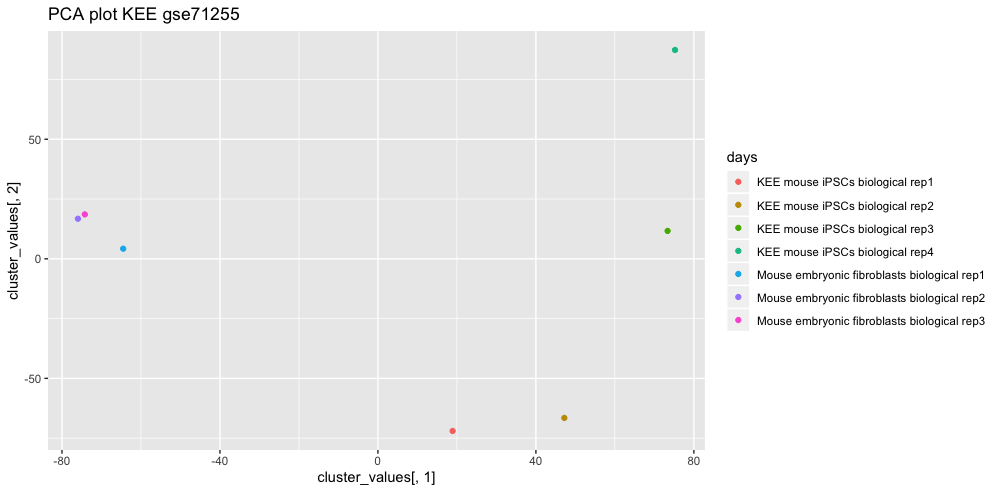 PCA plot KEE gse71255
cluster_values[, 2]
50
0
-50
-80
-40
0
40
80
cluster_values[, 1]
days
KEE mouse iPSCs biological rep1
KEE mouse iPSCs biological rep2
KEE mouse iPSCs biological rep3
KEE mouse iPSCs biological rep4
Mouse embryonic fibroblasts biological rep1
Mouse embryonic fibroblasts biological rep2
Mouse embryonic fibroblasts biological rep3